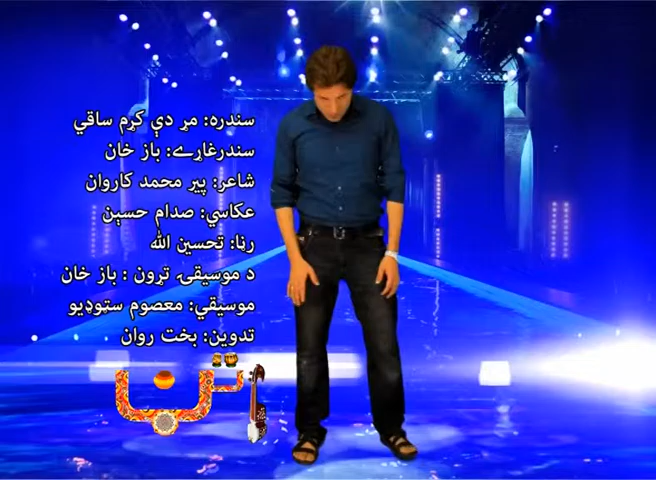 سندره: مړ دې کړم ساقي
سندرغاړے: باز خان
شاعر: پير محمد کاروان
عکاسي: صدام حسېن
رڼا: تحسين الله
د موسيقۍ تړون : باز خان
موسيقي: معصوم سټوډيو
تدوين: بخت روان